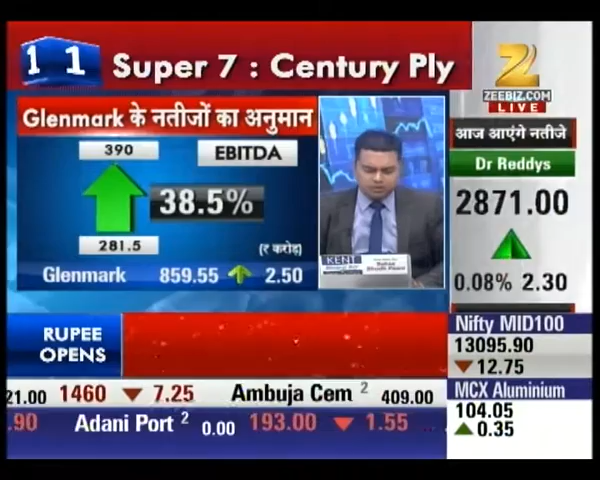 11
Super 7 : Century Ply
ZEEBIZ.COM
LIVE
Glenmark के नतीजों का अनुमान
390
EBITDA
38.5%
281.5
(₹ करोड़)
Glenmark 859.55 2.50
KENT
आज आएंगे नतीजे
Dr Reddys
2871.00
0.08% 2.30
RUPEE
OPENS
Nifty MID100
13095.90
12.75
MCX Aluminium
104.05
0.35
21.00 1460 7.25 Ambuja Cem 2 409.00
.90 Adani Port 2 0.00 193.00 1.55